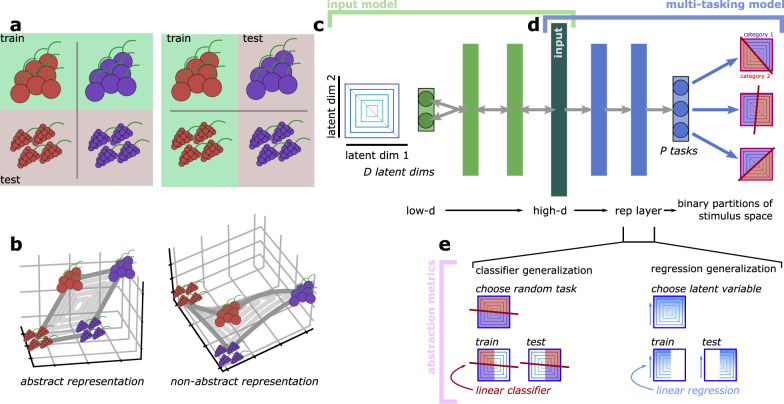 a
train
test
train
test
b
abstract representation
non-abstract representation
c
input model
latent dim 2
latent dim 1
D latent dims
input
d
multi-tasking model
category 1
category 2
P tasks
low-d
high-d
rep layer
binary partitions of
stimulus space
e
abstraction metrics
classifier generalization
choose random task
train
test
linear classifier
regression generalization
choose latent variable
train
test
linear regression